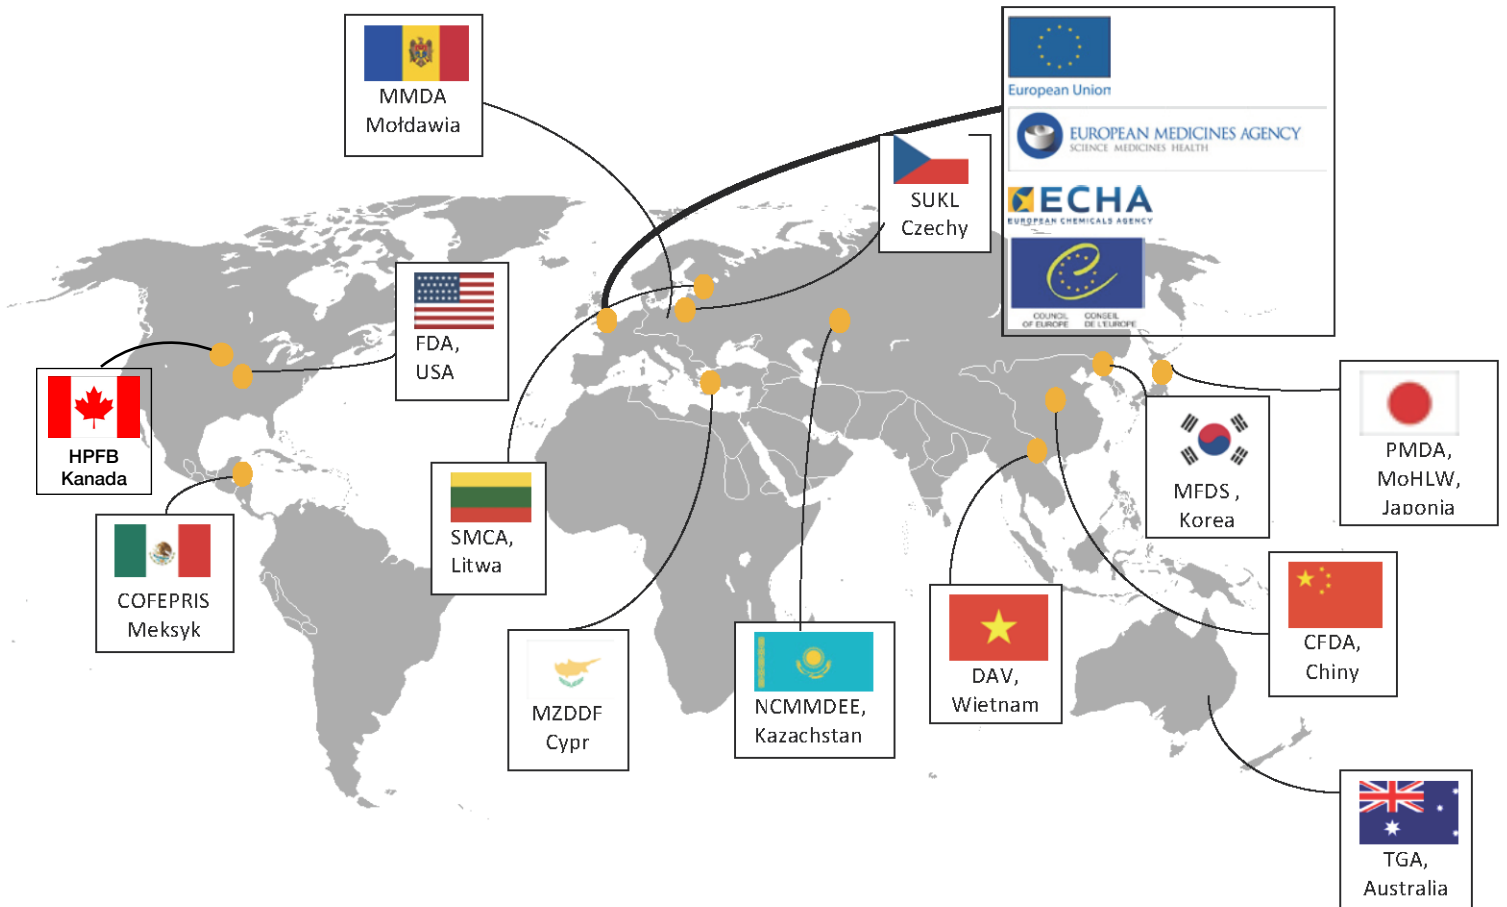 MMDA
Mołdawia
European Union
EUROPEAN MEDICINES AGENCY
SCIENCE MEDICINES HEALTH
ECHA
EUROPEAN CHEMICALS AGENCY
COUNCIL OF EUROPE
CONSEIL DE L'EUROPE
SUKL
Czechy
FDA,
USA
HPFB
Kanada
COFEPRIS
Meksyk
SMCA,
Litwa
MZDDF
Cypr
NCMMDEE,
Kazachstan
DAV,
Wietnam
MFDS ,
Korea
PMDA,
MoHLW,
Japonia
CFDA,
Chiny
TGA,
Australia